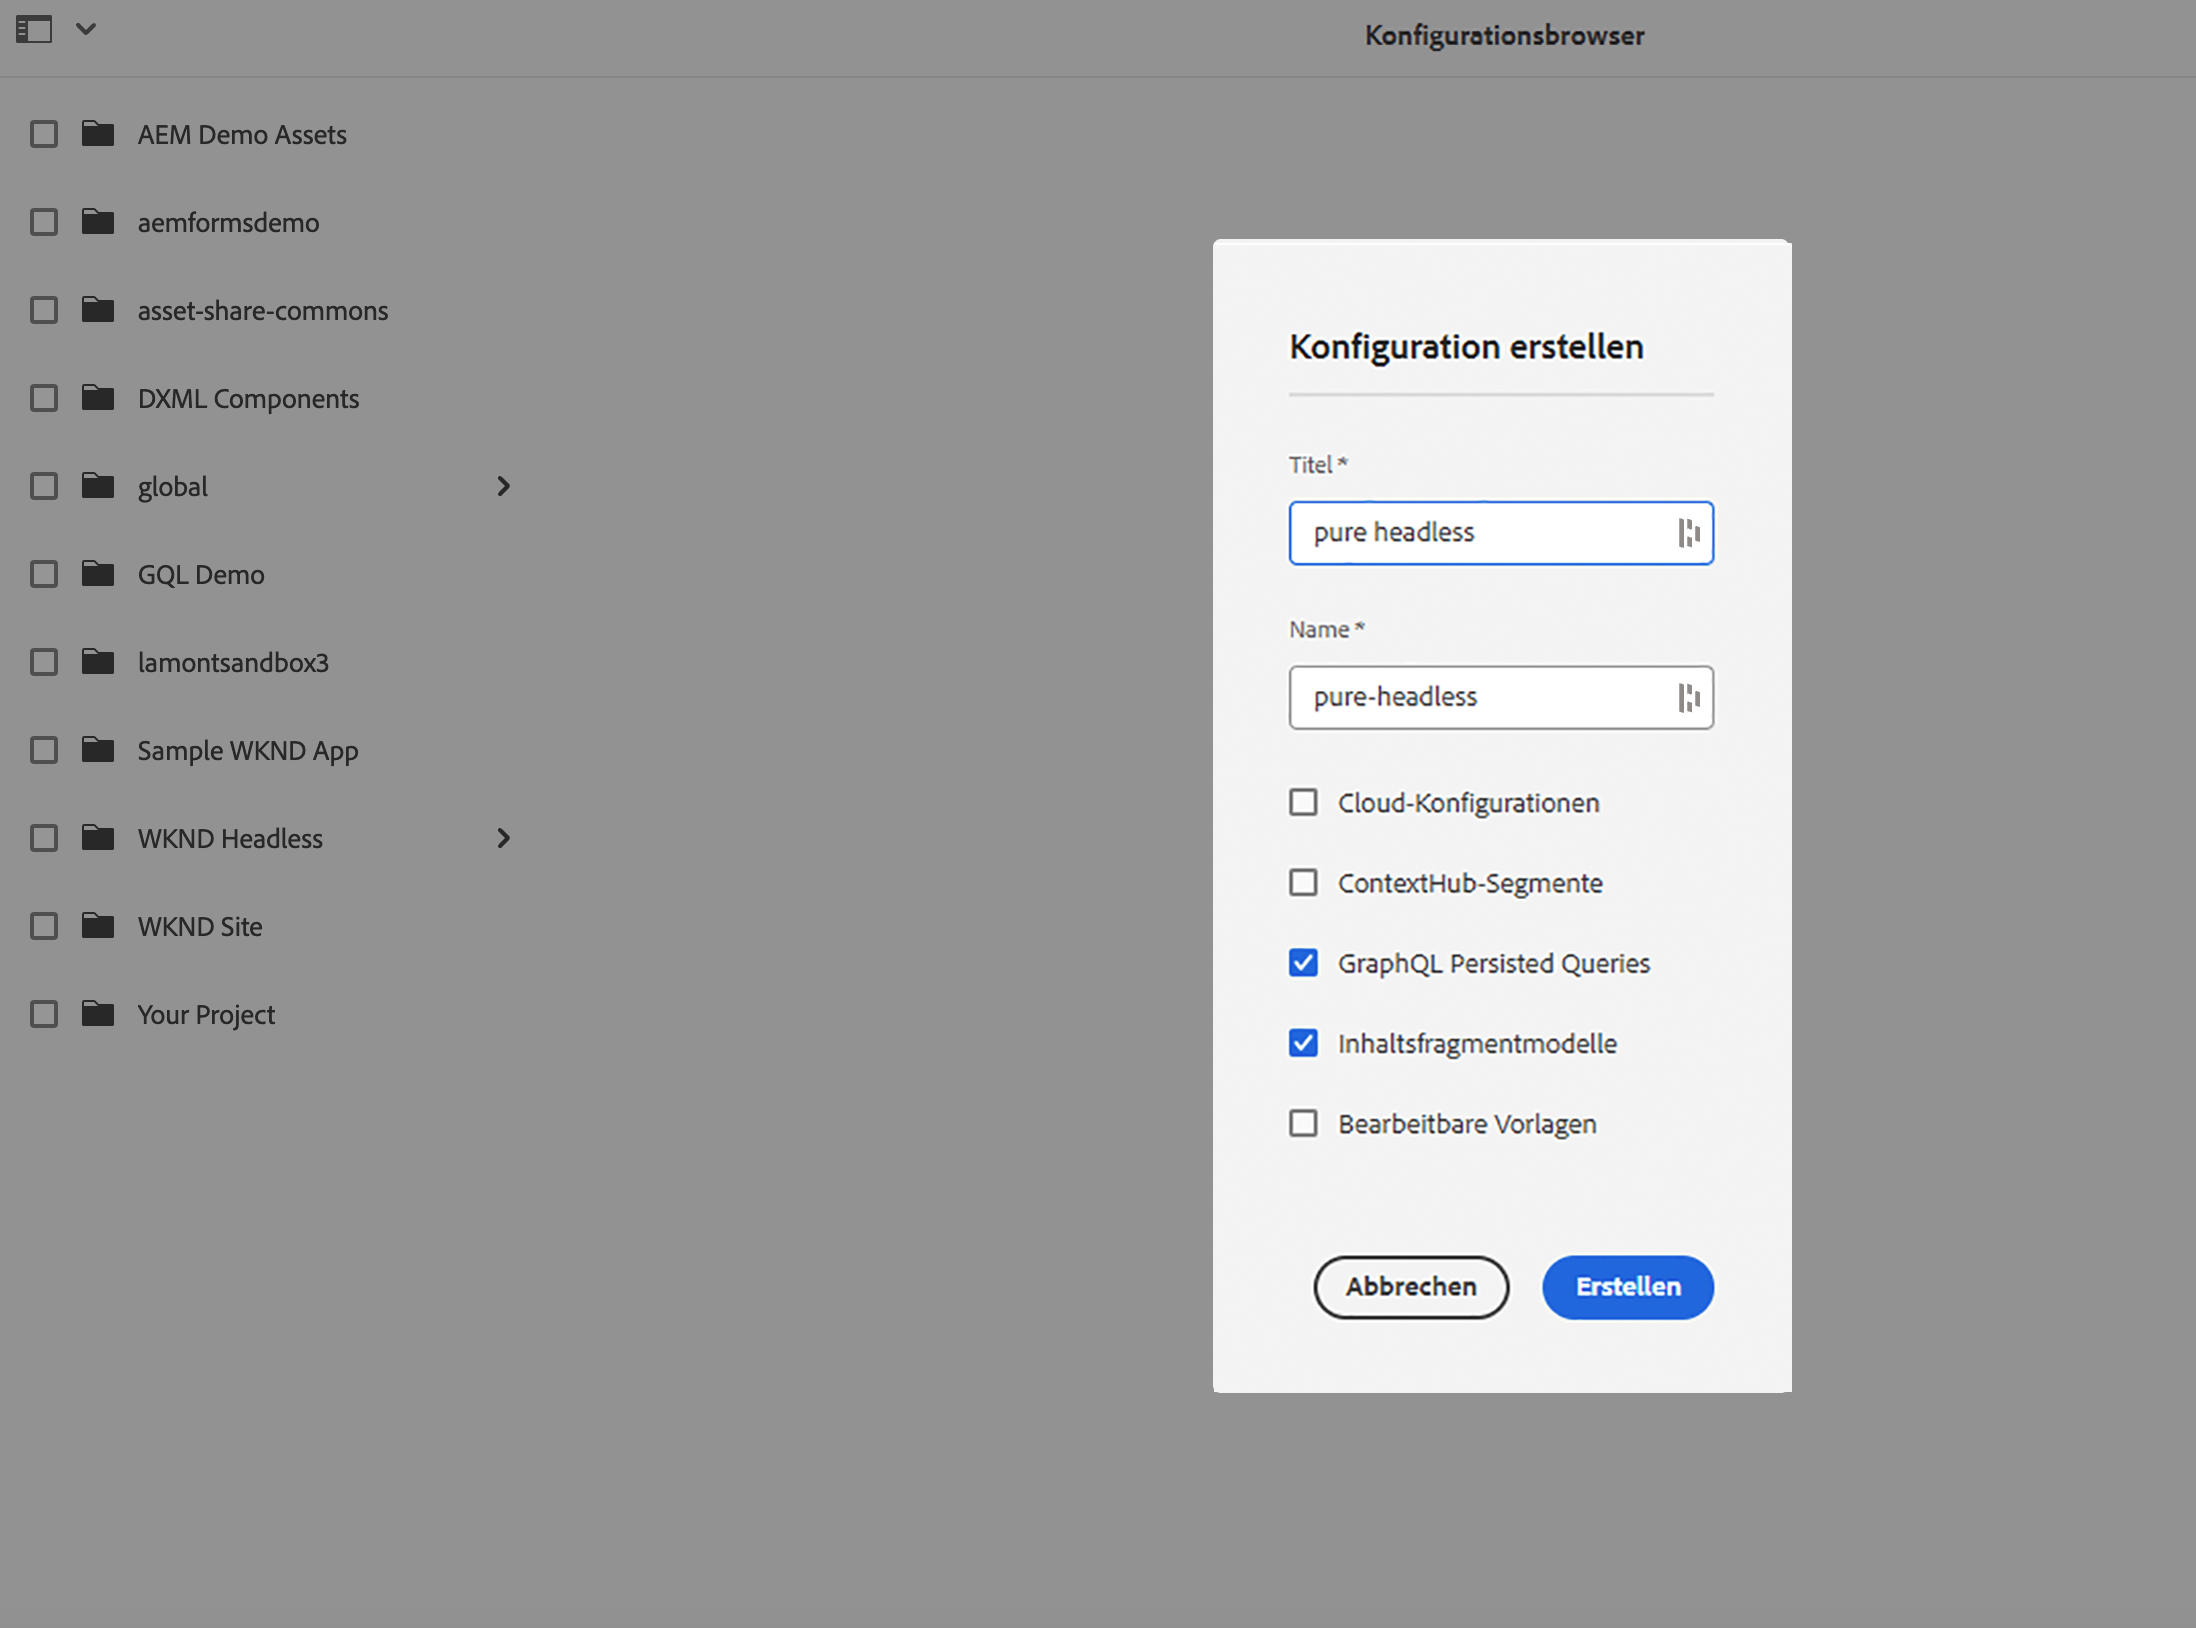 Konfigurationsbrowser
AEM Demo Assets
aemformsdemo
asset-share-commons
DXML Components
global
GQL Demo
lamontsandbox3
Sample WKND App
WKND Headless
WKND Site
Your Project
Konfiguration erstellen
Titel *
pure headless
Name *
pure-headless
Cloud-Konfigurationen
ContextHub-Segmente
GraphQL Persisted Queries
Inhaltsfragmentmodelle
Bearbeitbare Vorlagen
Abbrechen
Erstellen